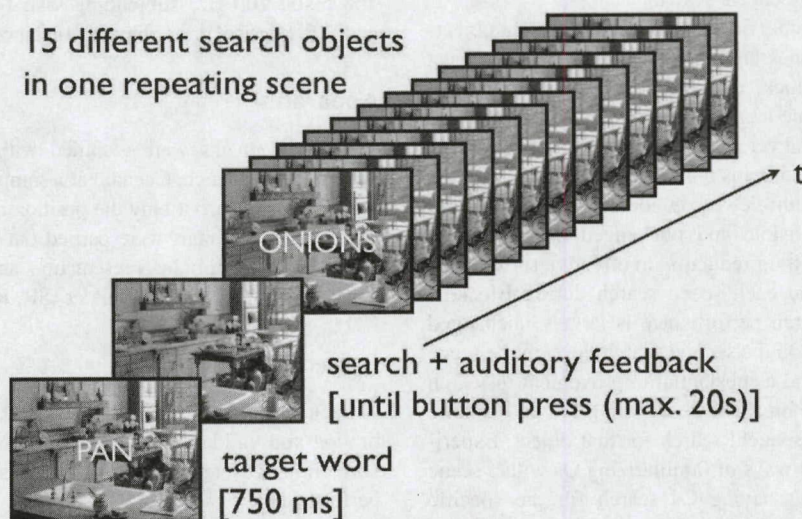 15 different search objects
in one repeating scene
t
ONIONS
search + auditory feedback
[until button press (max. 20s)]
PAN
target word
[750 ms]